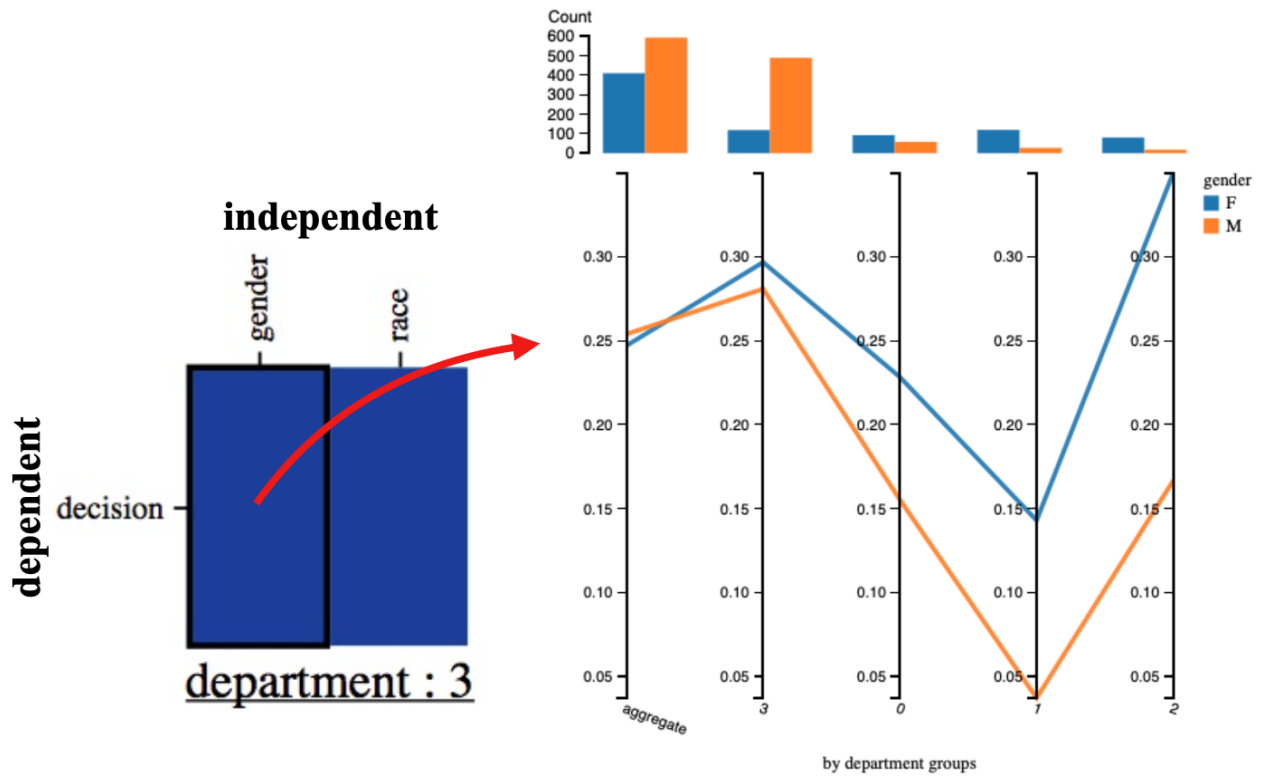 independent
gender
race
dependent
decision
department : 3
Count
600
500
400
300
200
100
0
gender
F
M
0.30 0.30 0.30 0.30 0.30
0.25 0.25 0.25 0.25 0.25
0.20 0.20 0.20 0.20 0.20
0.15 0.15 0.15 0.15 0.15
0.10 0.10 0.10 0.10 0.10
0.05 0.05 0.05 0.05 0.05
aggregate 3 0 1 2
by department groups